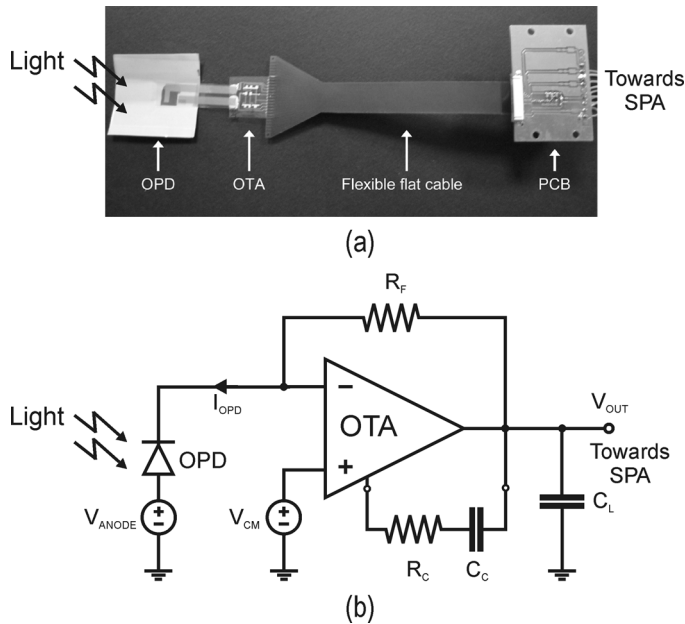 Light
Towards
SPA
OPD
OTA
Flexible flat cable
PCB
(a)
R_F
I_OPD
Light
OPD
OTA
−
+
V_OUT
Towards
SPA
V_ANODE
V_CM
C_L
R_C
C_C
(b)